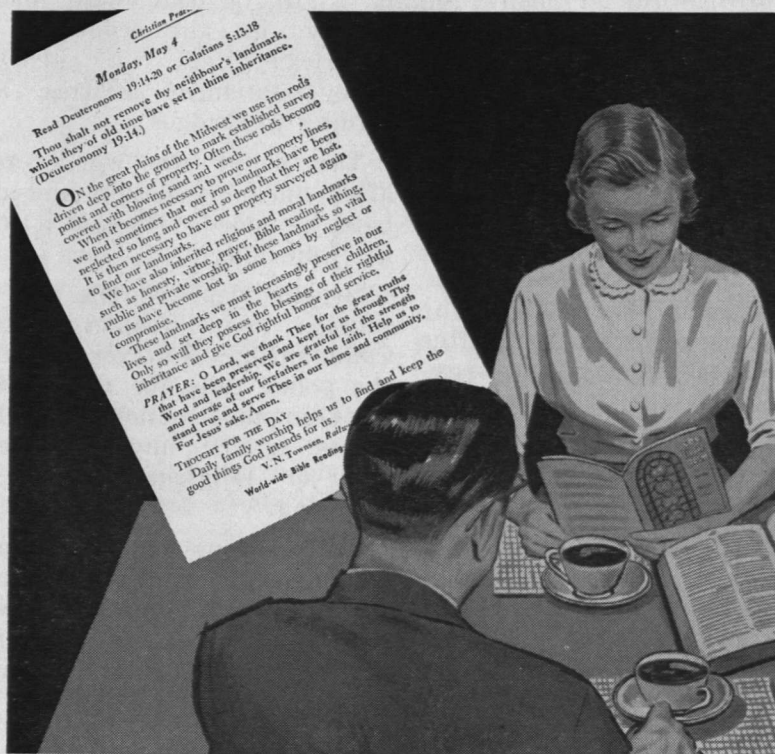 Christian
Monday, May 4
Read Deuteronomy 19:14-20 or Galatians 5:13-18
Thou shalt not remove thy neighbour's landmark,
which they of old time have set in thine inheritance.
(Deuteronomy 19:14.)
ON the great plains of the Midwest we use iron rods
driven deep into the ground to mark established survey
points and corners of property. Often these rods become
covered with blowing sand and weeds.
When it becomes necessary to prove our property lines,
we find sometimes that our iron landmarks have been
neglected so long and covered so deep that they are lost.
It is then necessary to have our property surveyed again
to find our landmarks.
We have also inherited religious and moral landmarks
such as honesty, virtue, prayer, Bible reading, tithing,
public and private worship. But these landmarks so vital
to us have become lost in some homes by neglect or
compromise.
These landmarks we must increasingly preserve in our
lives and set deep in the hearts of our children.
Only so will they possess the blessings of their rightful
inheritance and give God rightful honor and service.
PRAYER: O Lord, we thank Thee for the great truths
that have been preserved and kept for us through Thy
Word and leadership. We are grateful for the strength
and courage of our forefathers in the faith. Help us to
stand true and serve Thee in our home and community.
For Jesus' sake. Amen.
THOUGHT FOR THE DAY
Daily family worship helps us to find and keep the
good things God intends for us.
V. N. Townsen,
World-wide Bible Reading